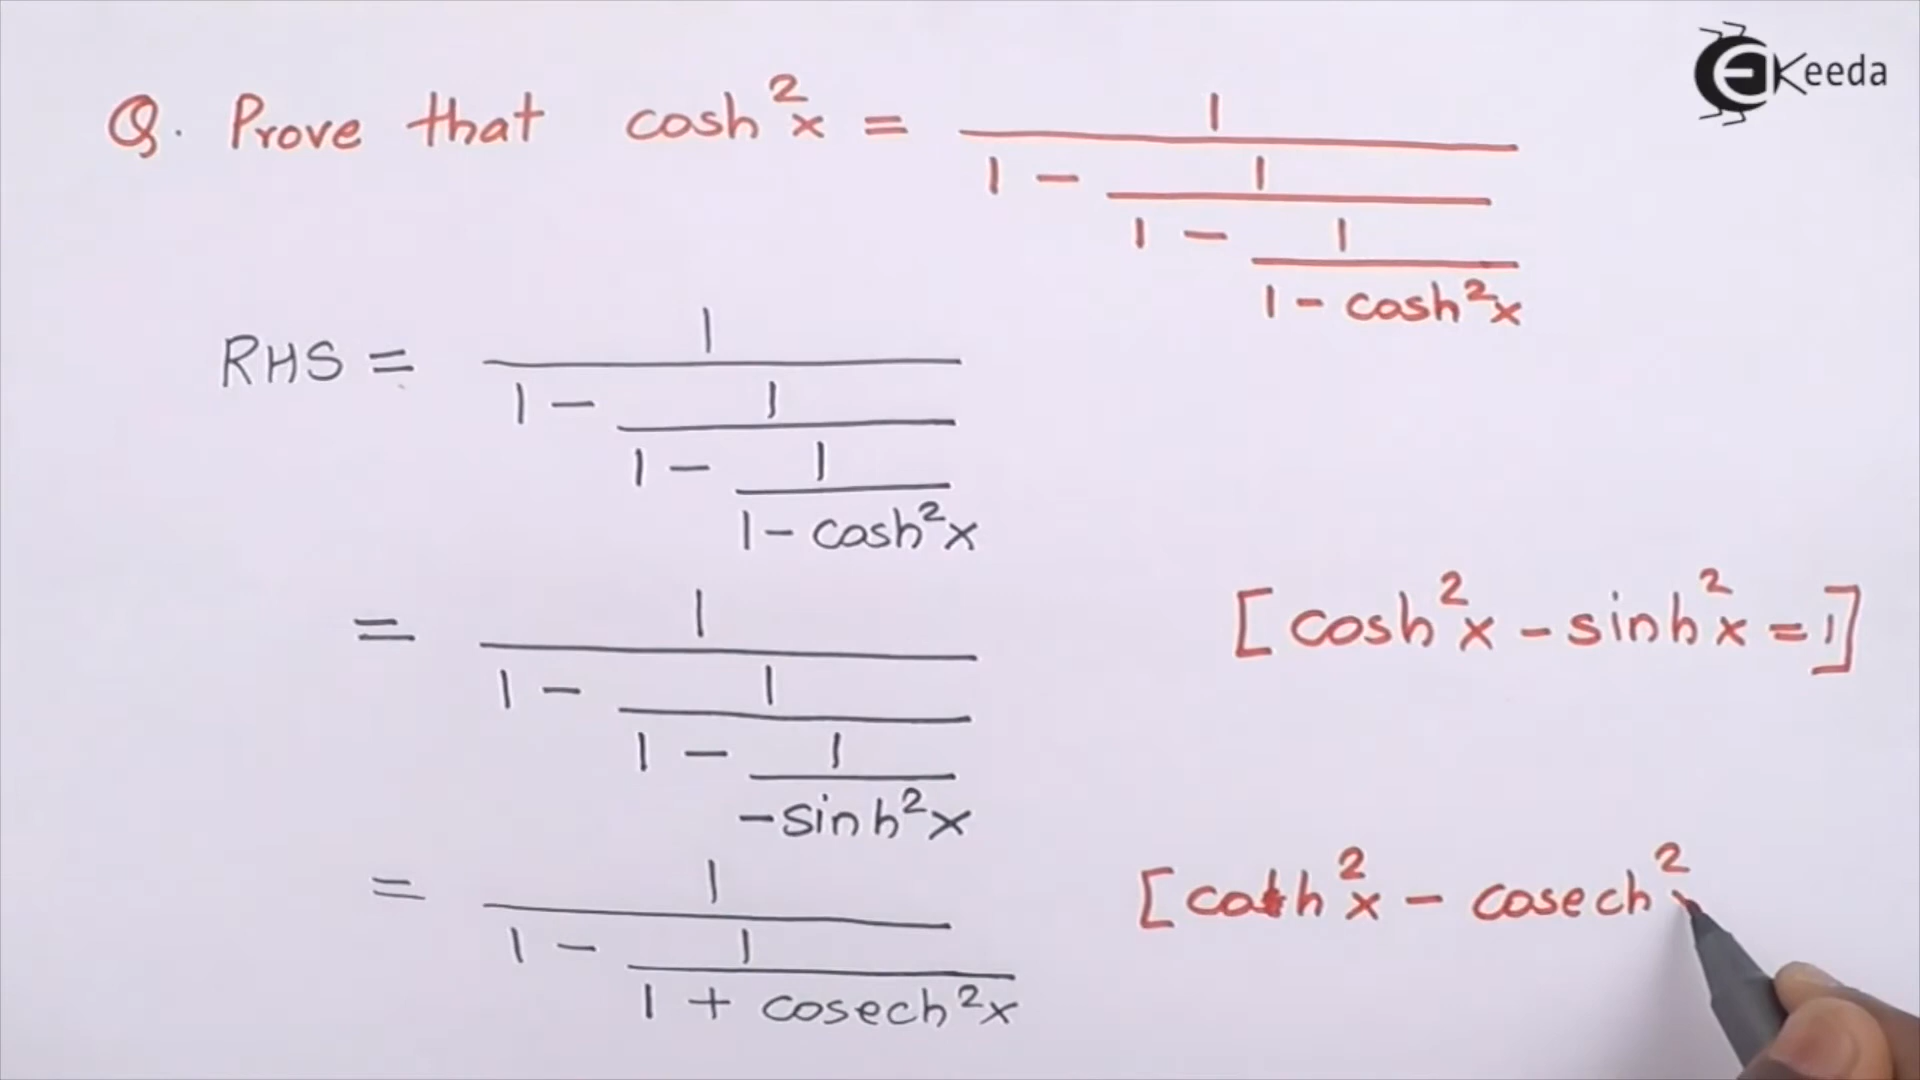 Keeda
Q. Prove that cosh²x = 1
1 - 1
1 - 1
1 - cosh²x
RHS = 1
1 - 1
1 - 1
1 - cosh²x
= 1
1 - 1
1 - 1
-sinh²x
[cosh²x - sinh²x = 1]
= 1
1 - 1
1 + cosech²x
[coth²x - cosech²x